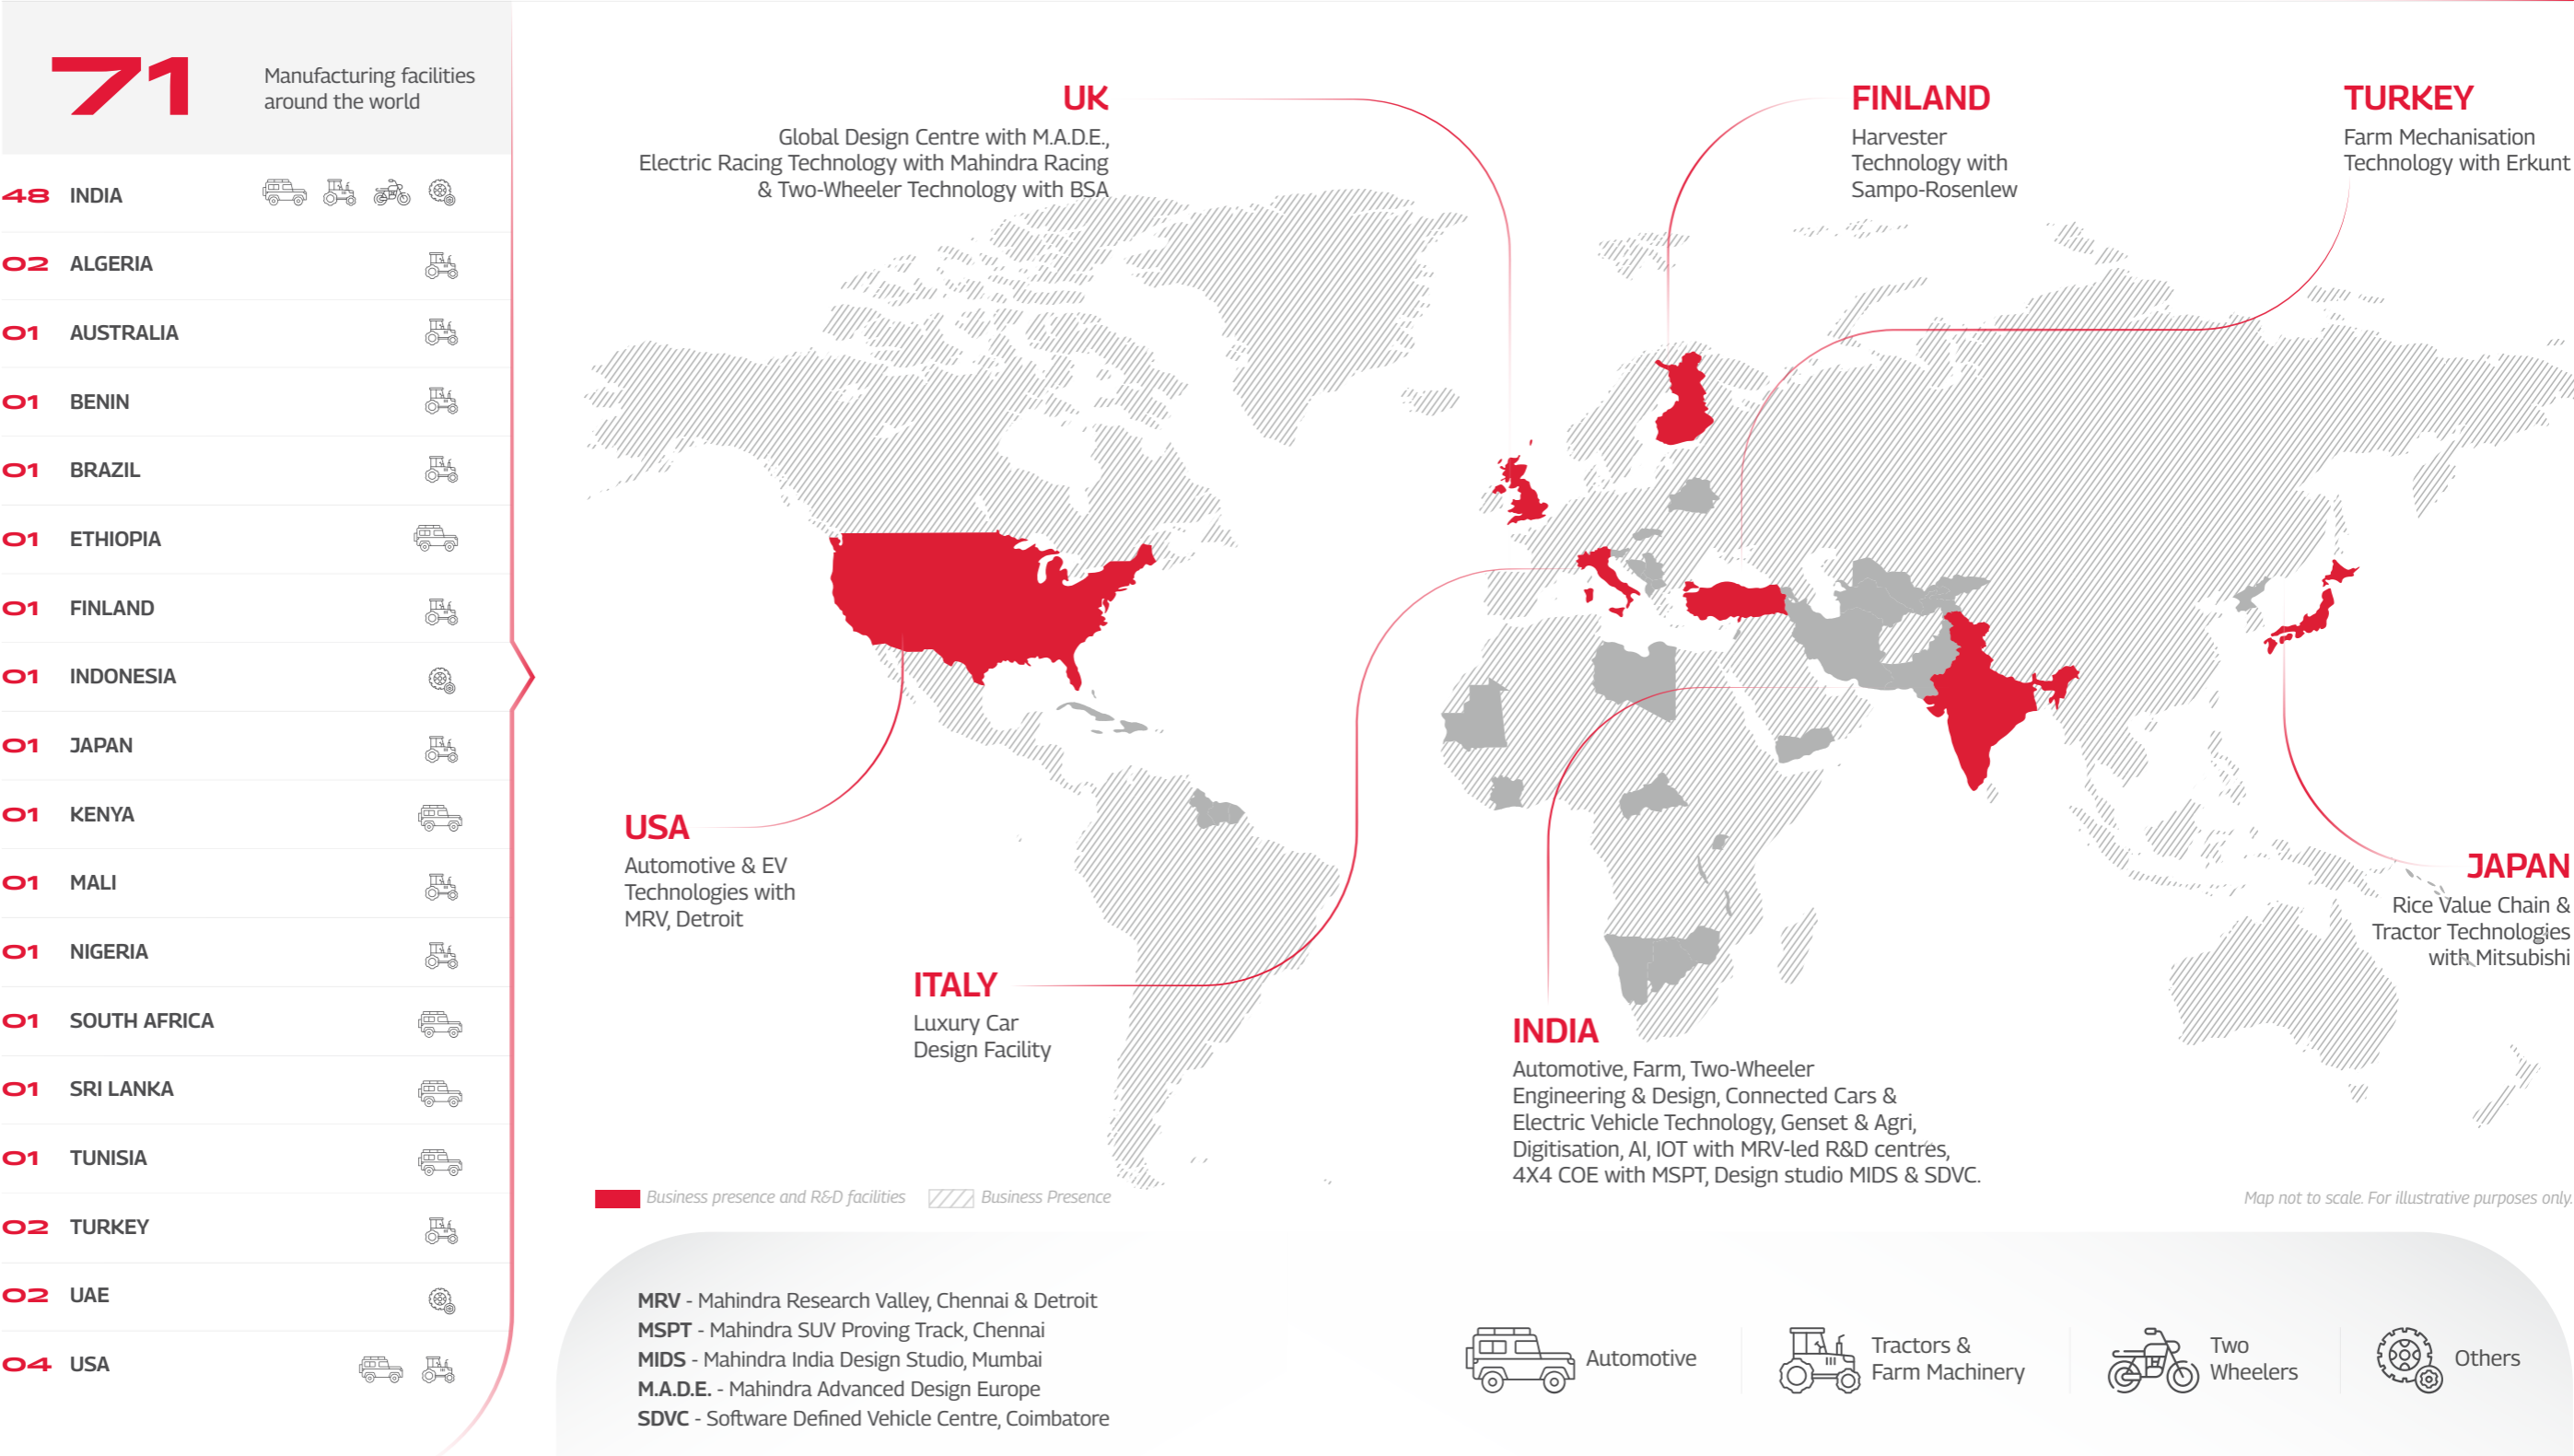 71
Manufacturing facilities
around the world
48 INDIA
02 ALGERIA
01 AUSTRALIA
01 BENIN
01 BRAZIL
01 ETHIOPIA
01 FINLAND
01 INDONESIA
01 JAPAN
01 KENYA
01 MALI
01 NIGERIA
01 SOUTH AFRICA
01 SRI LANKA
01 TUNISIA
02 TURKEY
02 UAE
04 USA
UK
Global Design Centre with M.A.D.E.,
Electric Racing Technology with Mahindra Racing
& Two-Wheeler Technology with BSA
FINLAND
Harvester
Technology with
Sampo-Rosenlew
TURKEY
Farm Mechanisation
Technology with Erkunt
USA
Automotive & EV
Technologies with
MRV, Detroit
ITALY
Luxury Car
Design Facility
INDIA
Automotive, Farm, Two-Wheeler
Engineering & Design, Connected Cars &
Electric Vehicle Technology, Genset & Agri,
Digitisation, AI, IOT with MRV-led R&D centres,
4X4 COE with MSPT, Design studio MIDS & SDVC.
JAPAN
Rice Value Chain &
Tractor Technologies
with Mitsubishi
Business presence and R&D facilities
Business Presence
Map not to scale. For illustrative purposes only.
MRV - Mahindra Research Valley, Chennai & Detroit
MSPT - Mahindra SUV Proving Track, Chennai
MIDS - Mahindra India Design Studio, Mumbai
M.A.D.E. - Mahindra Advanced Design Europe
SDVC - Software Defined Vehicle Centre, Coimbatore
Automotive
Tractors &
Farm Machinery
Two
Wheelers
Others